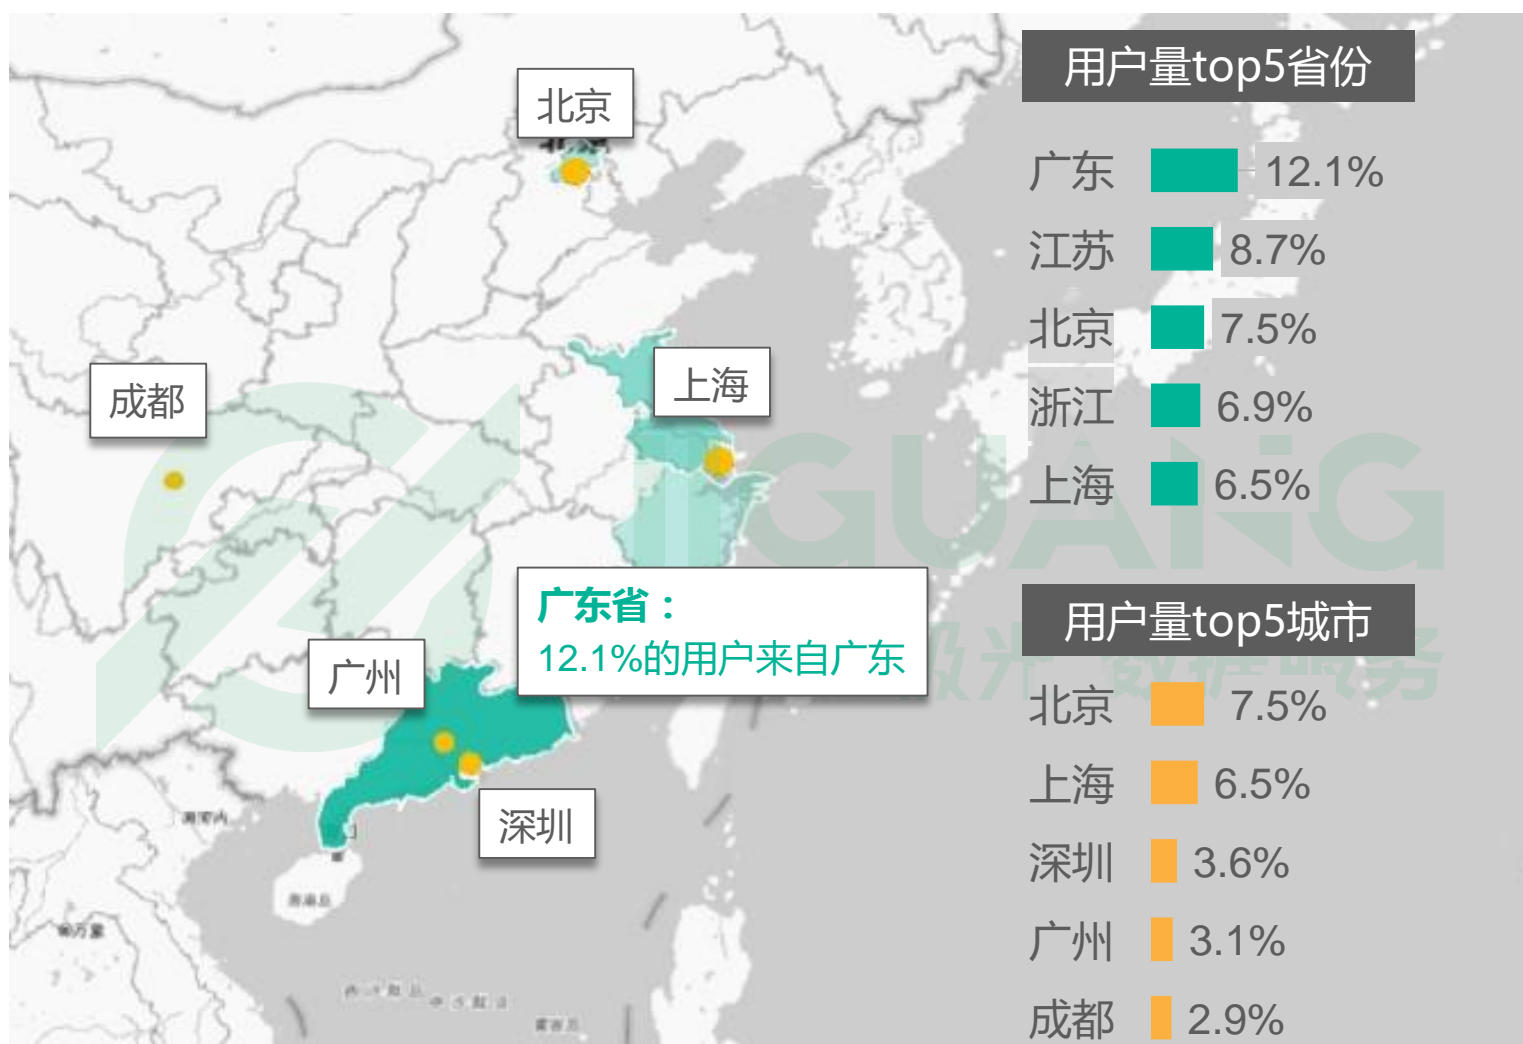 北京
成都
上海
广东省：
12.1%的用户来自广东
广州
深圳
用户量top5省份
广东 12.1%
江苏 8.7%
北京 7.5%
浙江 6.9%
上海 6.5%
用户量top5城市
北京 7.5%
上海 6.5%
深圳 3.6%
广州 3.1%
成都 2.9%